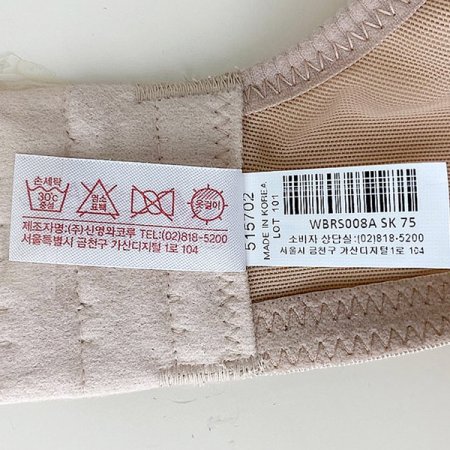 손세탁
30℃
중성
염소
표백
옷걸이
제조자명:(주)신영와코루 TEL:(02)818-5200
서울특별시 금천구 가산디지털 1로 104
515702
MADE IN KOREA
LOT 101
WBRS008A SK 75
소비자 상담실:(02)818-5200
서울시 금천구 가산디지털1로 104